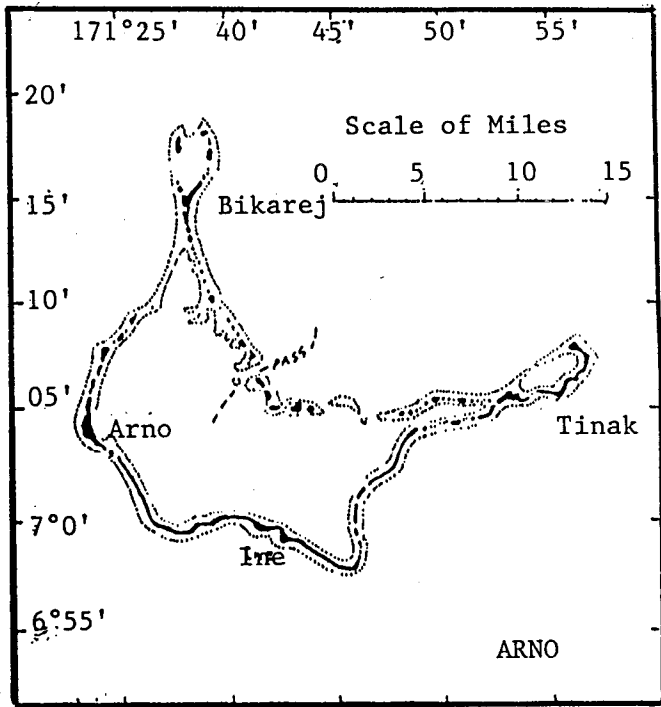 171°25' 40' 45' 50' 55'
20'
Scale of Miles
0 5 10 15
15'
Bikarej
10'
PASS
05'
Arno
Tinak
7°0'
Ine
6°55'
ARNO